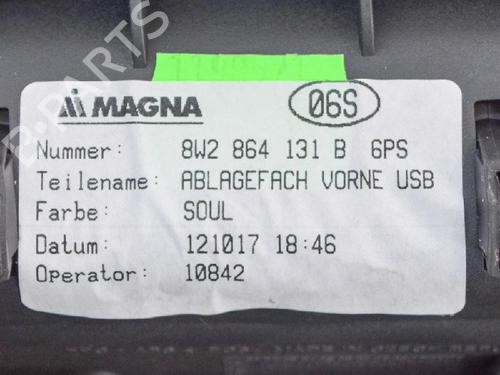 MAGNA 06S
Nummer: 8W2 864 131 B 6PS
Teilename: ABLAGEFACH VORNE USB
Farbe: SOUL
Datum: 121017 18:46
Operator: 10842
B-PARTS